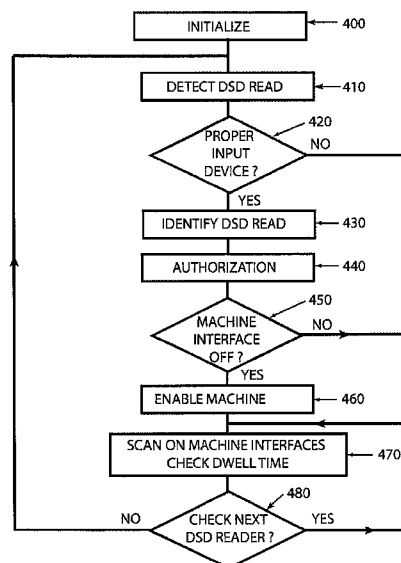 INITIALIZE
400
DETECT DSD READ
410
420
PROPER
INPUT
DEVICE ?
NO
YES
IDENTIFY DSD READ
430
AUTHORIZATION
440
450
MACHINE
INTERFACE
OFF ?
NO
YES
ENABLE MACHINE
460
SCAN ON MACHINE INTERFACES
CHECK DWELL TIME
470
480
NO
CHECK NEXT
DSD READER ?
YES